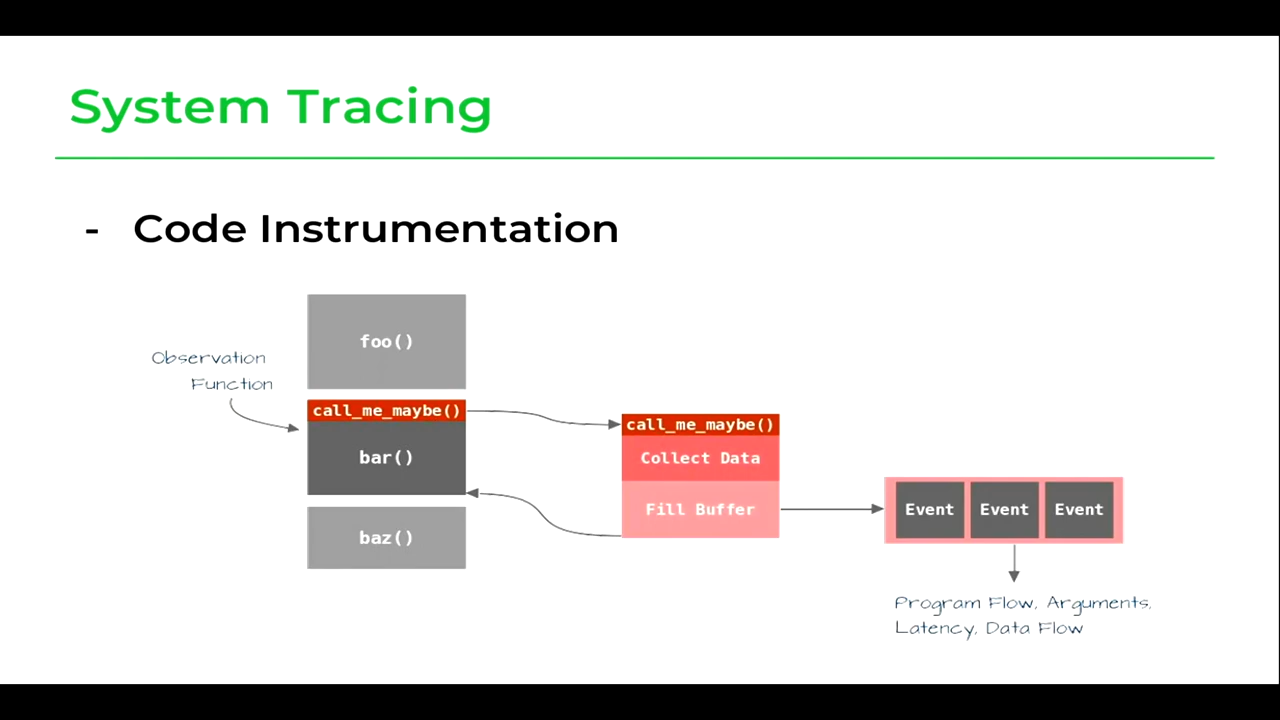 System Tracing
- Code Instrumentation
foo()
Observation
Function
call_me_maybe()
bar()
baz()
call_me_maybe()
Collect Data
Fill Buffer
Event Event Event
Program Flow, Arguments,
Latency, Data Flow